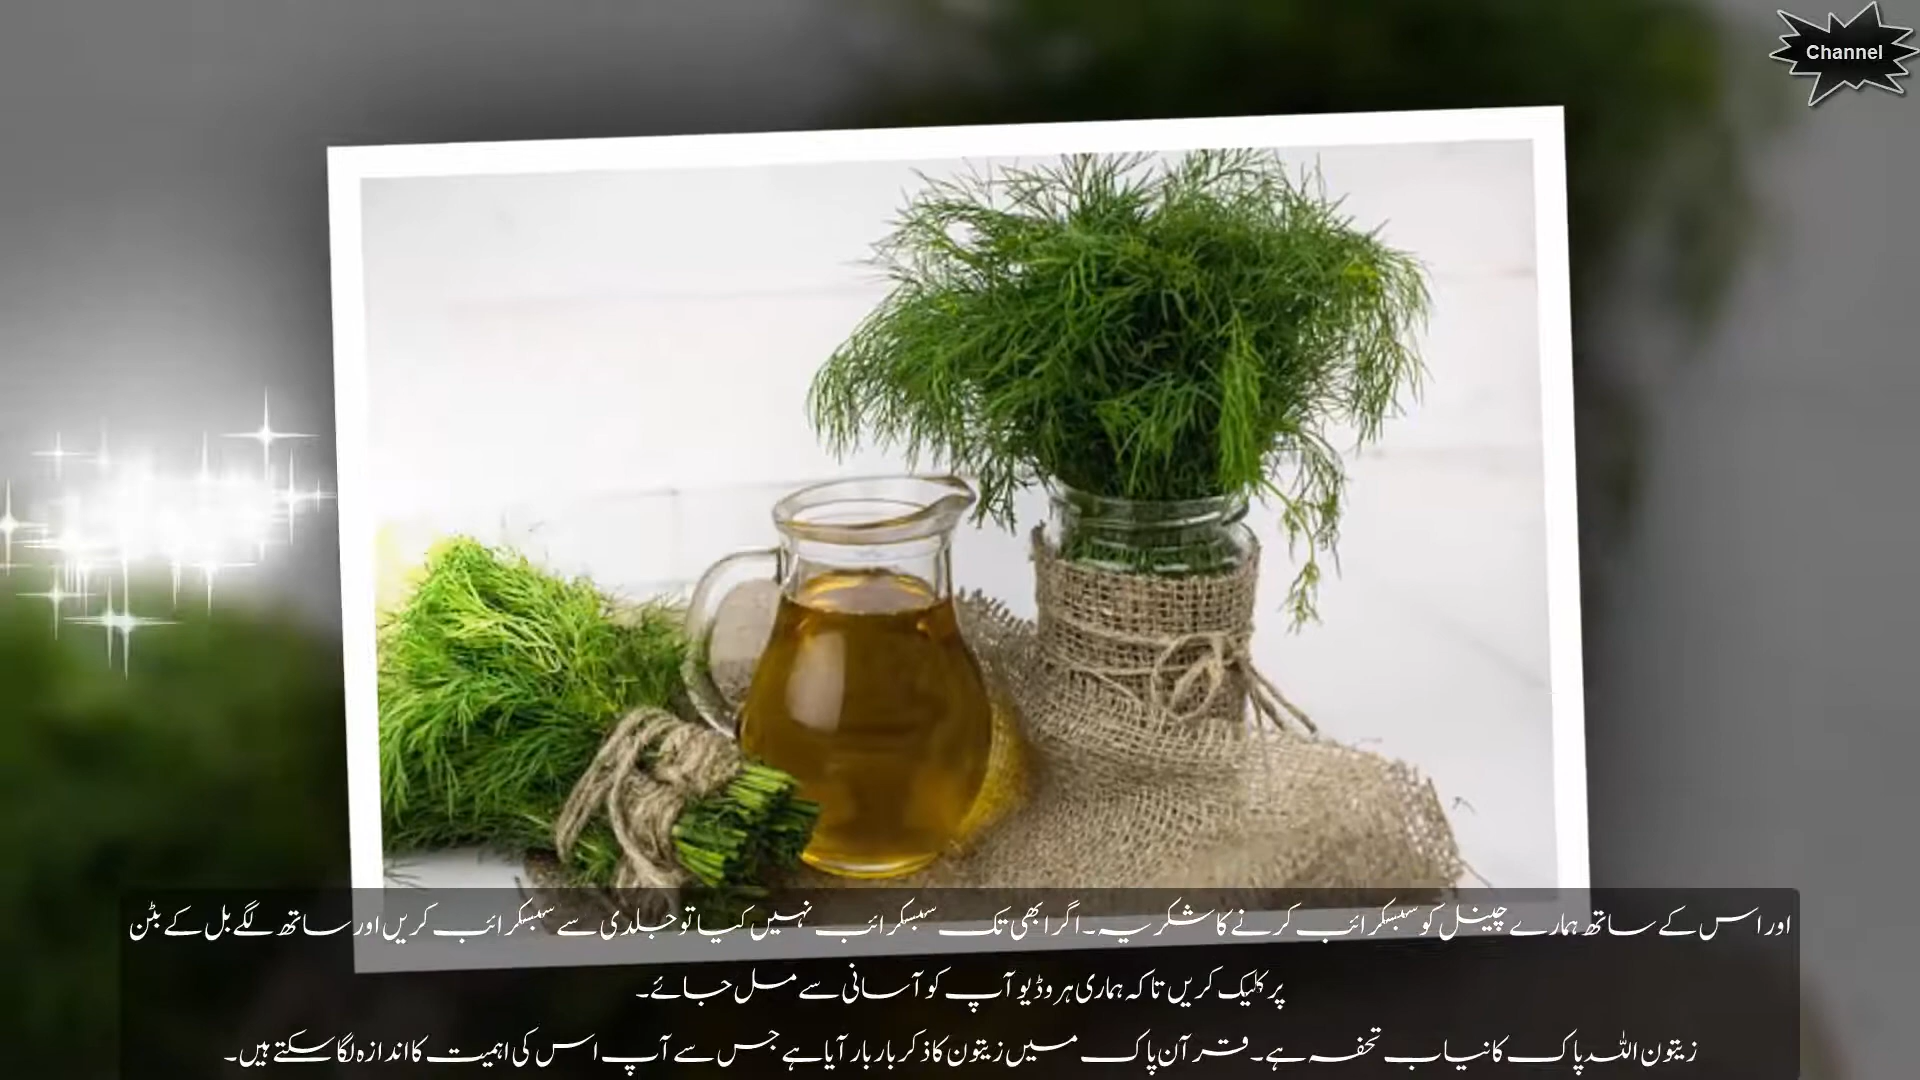 Channel
اور اس کے ساتھ ہمارے چینل کو سبسکرائب کرنے کا شکریہ۔ اگر ابھی تک سبسکرائب نہیں کیا تو جلدی سے سبسکرائب کریں اور ساتھ لگے بل کے بٹن
پر کلیک کریں تاکہ ہماری ہر وڈیو آپ کو آسانی سے مل جائے۔
زیتون اللہ پاک کا نیاب تحفہ ہے۔ قرآن پاک میں زیتون کا ذکر بار بار آیا ہے جس سے آپ اس کی اہمیت کا اندازہ لگا سکتے ہیں۔